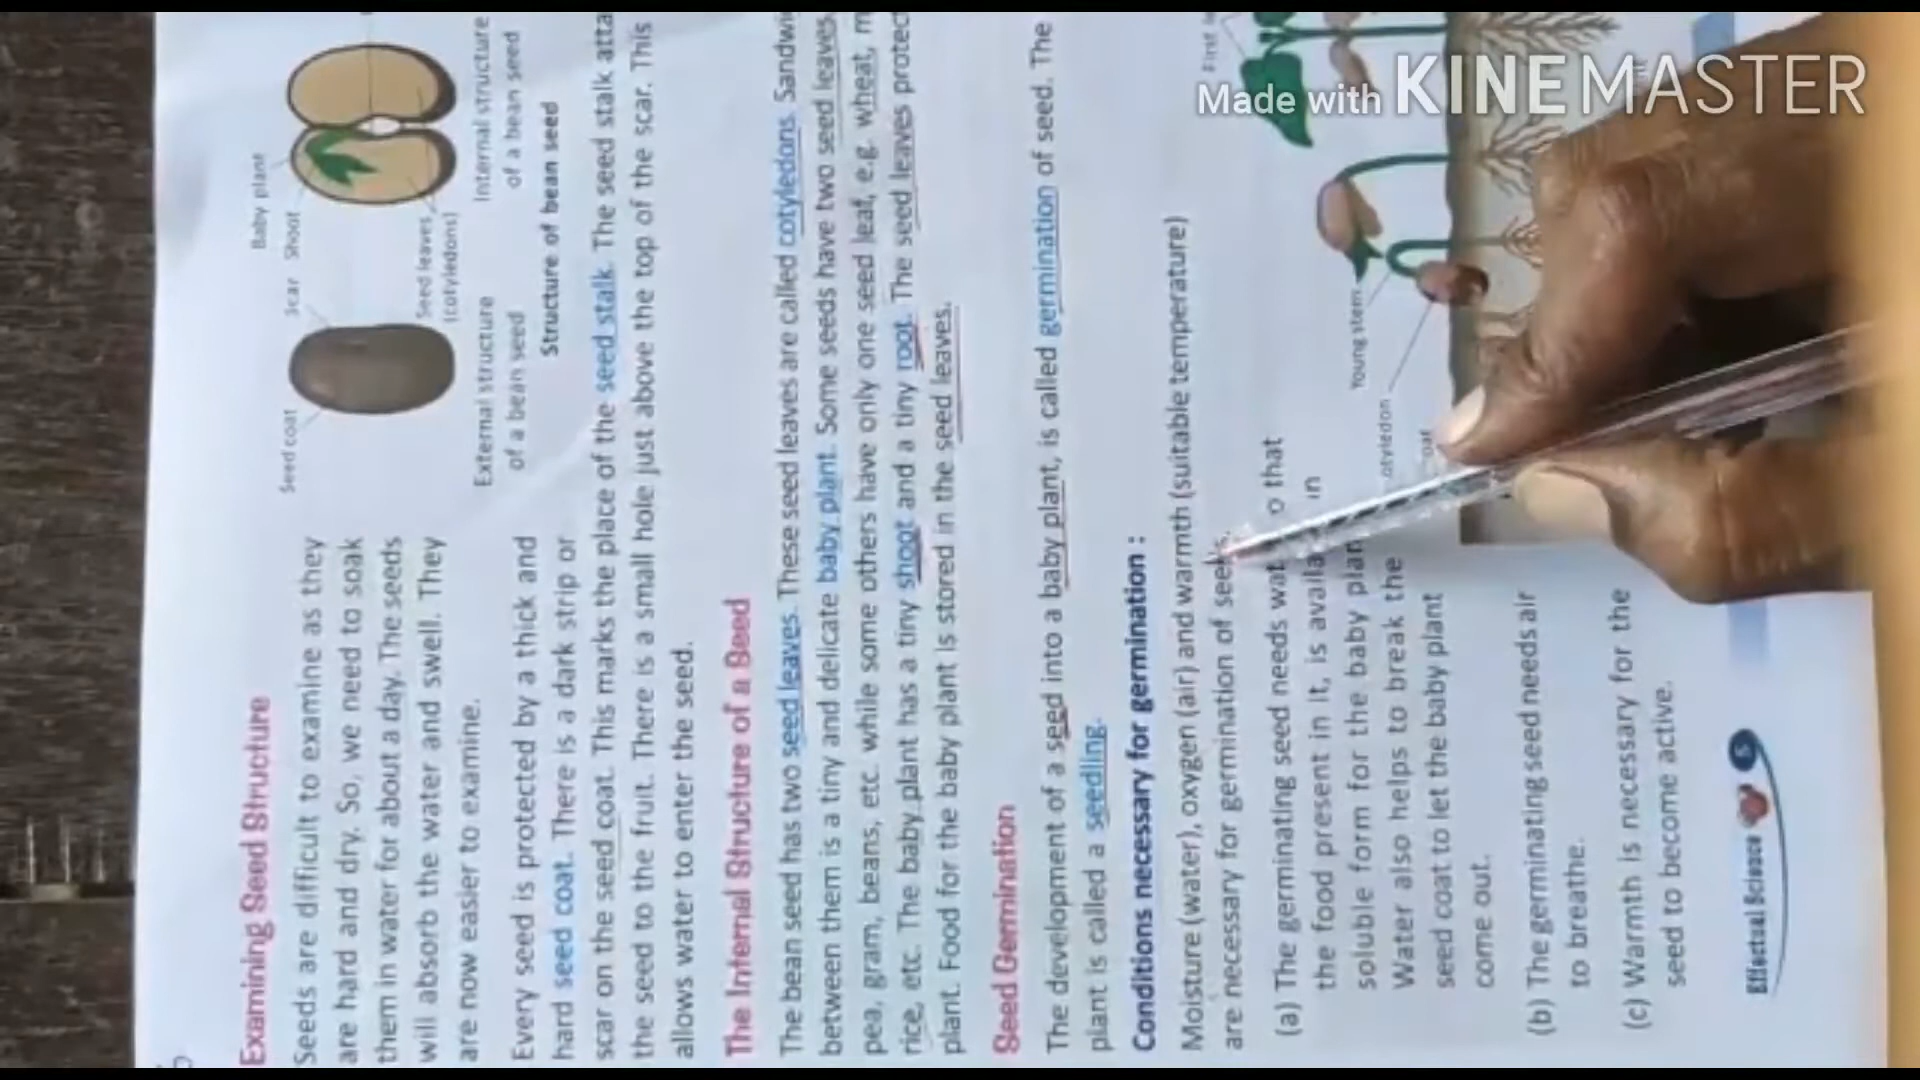 Examining Seed Structure
Seeds are difficult to examine as they
are hard and dry. So, we need to soak
them in water for about a day. The seeds
will absorb the water and swell. They
are now easier to examine.
Every seed is protected by a thick and
hard seed coat. There is a dark strip or
scar on the seed coat. This marks the place of the seed stalk. The seed stalk atta
the seed to the fruit. There is a small hole just above the top of the scar. This
allows water to enter the seed.
Seed coat
Scar
Shoot
Baby plant
Seed leaves
(cotyledons)
External structure
of a bean seed
Internal structure
of a bean seed
Structure of bean seed
The Internal Structure of a Seed
The bean seed has two seed leaves. These seed leaves are called cotyledons. Sandwi
between them is a tiny and delicate baby plant. Some seeds have two seed leaves
pea, gram, beans, etc. while some others have only one seed leaf, e.g. wheat, m
rice, etc. The baby plant has a tiny shoot and a tiny root. The seed leaves protec
plant. Food for the baby plant is stored in the seed leaves.
Seed Germination
The development of a seed into a baby plant, is called germination of seed. The
plant is called a seedling.
Conditions necessary for germination :
Moisture (water), oxygen (air) and warmth (suitable temperature)
are necessary for germination of see
(a) The germinating seed needs wat o that
the food present in it, is availa in
soluble form for the baby plan
Water also helps to break the
seed coat to let the baby plant
come out.
(b) The germinating seed needs air
to breathe.
(c) Warmth is necessary for the
seed to become active.
First
Young stem
otyledon
oat
Effectual Science
5
Made with KINEMASTER